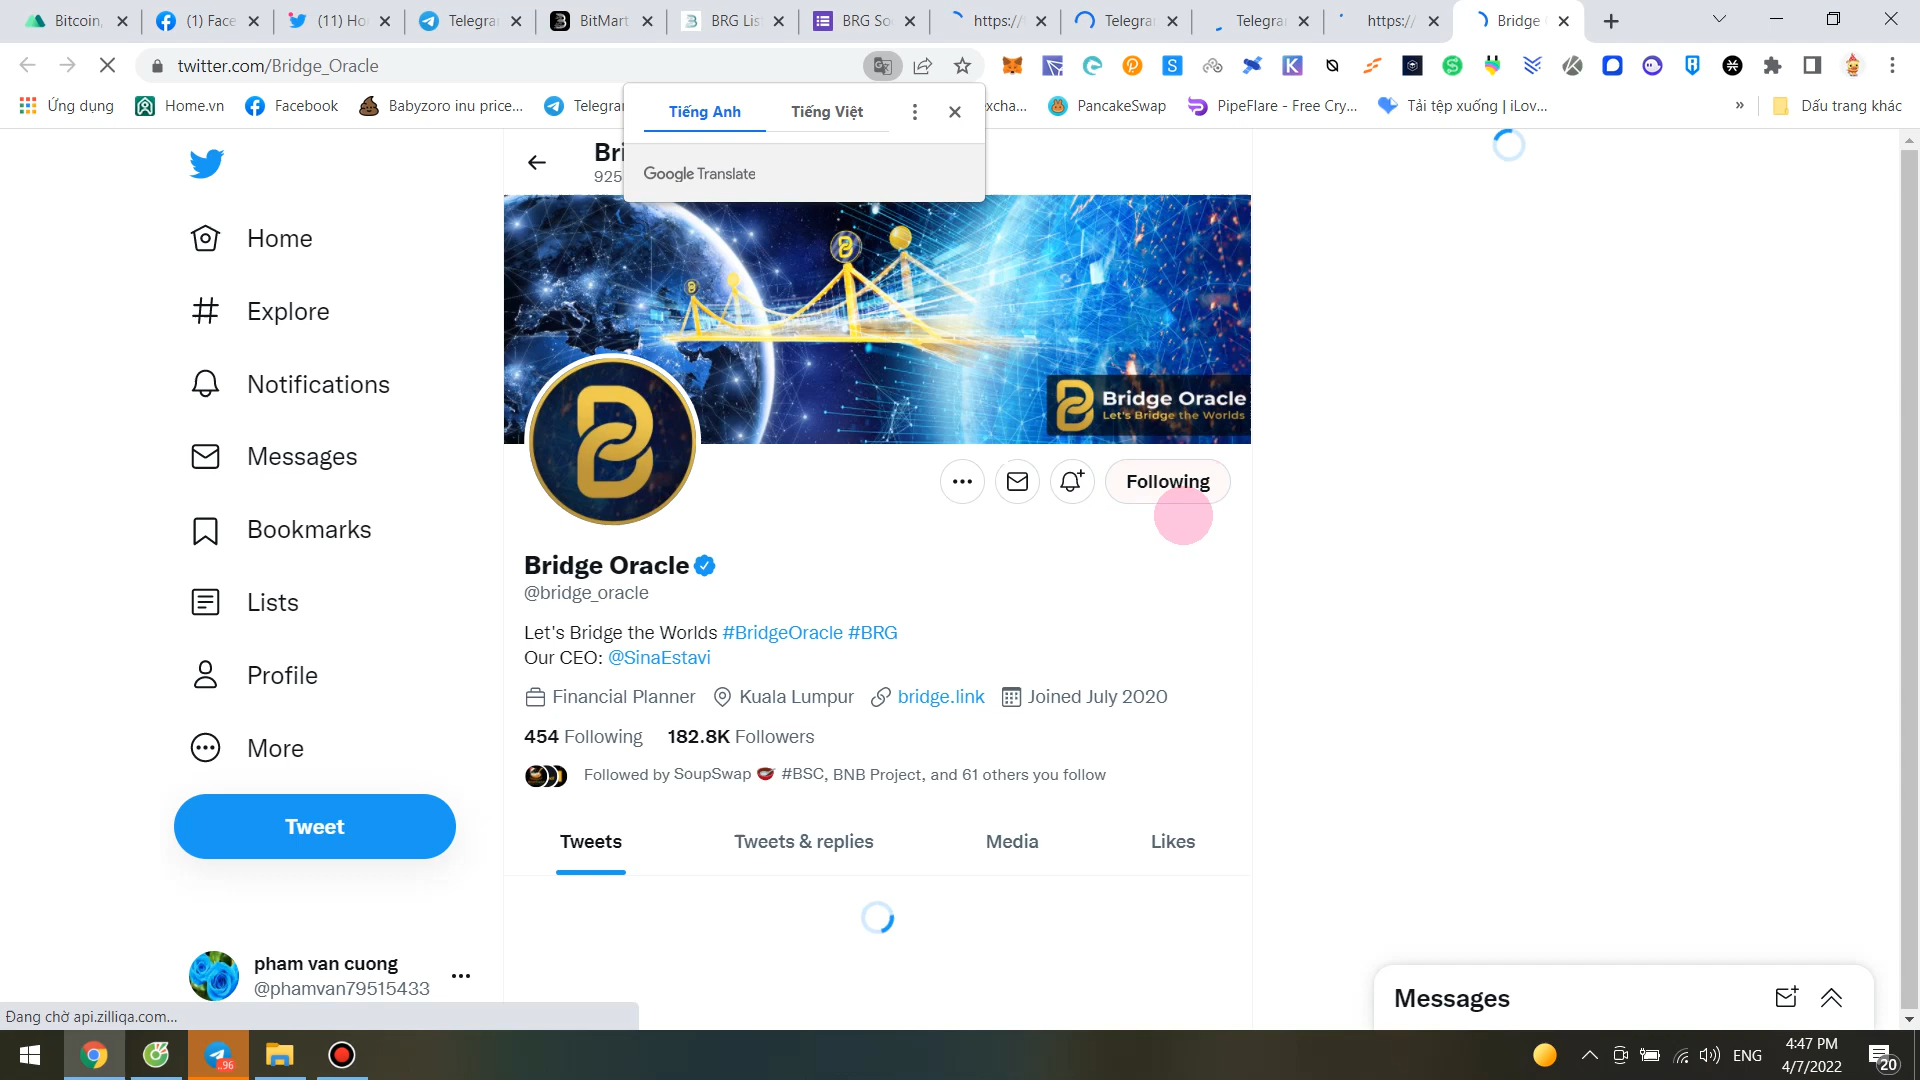 Bitcoin, (1) Face (11) Ho Telegra BitMart BRG List BRG So https:// Telegra Telegra https:// Bridge
twitter.com/Bridge_Oracle
Ứng dụng Home.vn Facebook Babyzoro inu price... Telegra xcha... PancakeSwap PipeFlare - Free Cry... Tải tệp xuống | iLov... » Dấu trang khác
Tiếng Anh Tiếng Việt
Google Translate
Bri
925
Home
Explore
Notifications
Messages
Bookmarks
Lists
Profile
More
Tweet
pham van cuong
@phamvan79515433
Bridge Oracle
Let's Bridge the Worlds
Following
Bridge Oracle
@bridge_oracle
Let's Bridge the Worlds #BridgeOracle #BRG
Our CEO: @SinaEstavi
Financial Planner Kuala Lumpur bridge.link Joined July 2020
454 Following 182.8K Followers
Followed by SoupSwap #BSC, BNB Project, and 61 others you follow
Tweets Tweets & replies Media Likes
Messages
Đang chờ api.zilliqa.com...
..96
ENG
4:47 PM
4/7/2022
20